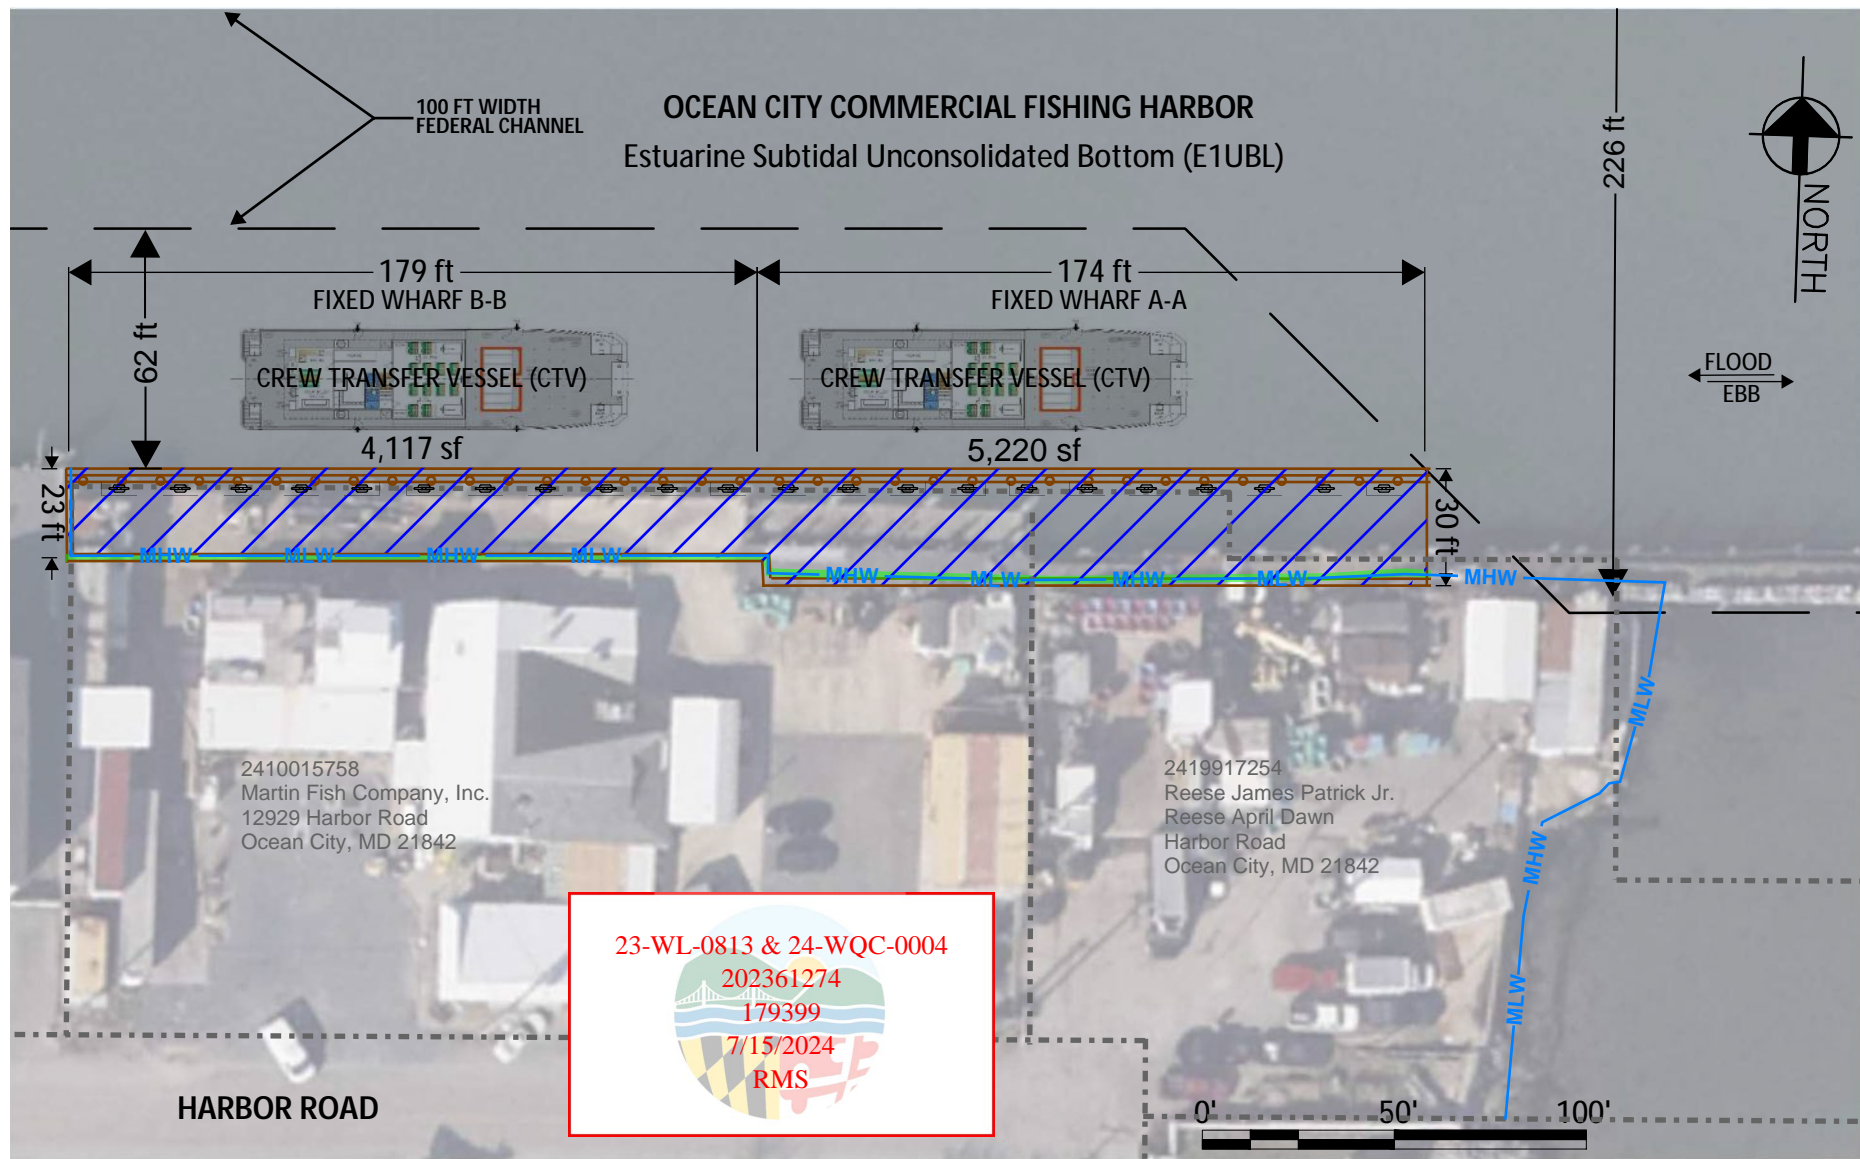 100 FT WIDTH
FEDERAL CHANNEL
OCEAN CITY COMMERCIAL FISHING HARBOR
Estuarine Subtidal Unconsolidated Bottom (E1UBL)
226 ft
NORTH
179 ft
FIXED WHARF B-B
174 ft
FIXED WHARF A-A
62 ft
CREW TRANSFER VESSEL (CTV)
CREW TRANSFER VESSEL (CTV)
FLOOD
EBB
4,117 sf
5,220 sf
23 ft
30 ft
MHW
MLW
MHW
MLW
MHW
MLW
MHW
MLW
MHW
MLW
MHW
MLW
2410015758
Martin Fish Company, Inc.
12929 Harbor Road
Ocean City, MD 21842
2419917254
Reese James Patrick Jr.
Reese April Dawn
Harbor Road
Ocean City, MD 21842
23-WL-0813 & 24-WQC-0004
202361274
179399
7/15/2024
RMS
HARBOR ROAD
0' 50' 100'